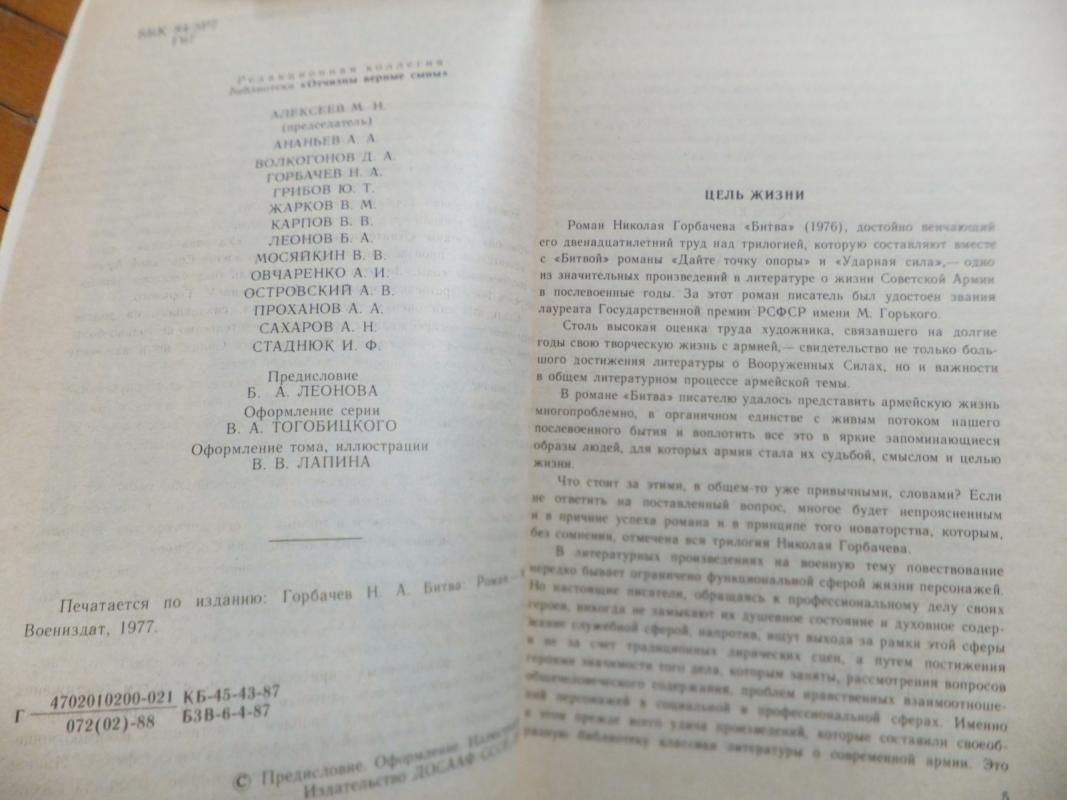 ББК
Редакционная коллегия
библиотеки «Отчизны верные сыны»
АЛЕКСЕЕВ М. Н.
(председатель)
АНАНЬЕВ А. А.
ВОЛКОГОНОВ Д. А.
ГОРБАЧЕВ Н. А.
ГРИБОВ Ю. Т.
ЖАРКОВ В. М.
КАРПОВ В. В.
ЛЕОНОВ Б. А.
МОСЯЙКИН В. В.
ОВЧАРЕНКО А. И.
ОСТРОВСКИЙ А. В.
ПРОХАНОВ А. А.
САХАРОВ А. Н.
СТАДНЮК И. Ф.
Предисловие
Б. А. ЛЕОНОВА
Оформление серии
В. А. ТОГОБИЦКОГО
Оформление тома, иллюстрации
В. В. ЛАПИНА
Печатается по изданию: Горбачев Н. А. Битва: Роман —
Воениздат, 1977.
Г 4702010200-021 КБ-45-43-87
072(02)-88 БЗВ-6-4-87
© Предисловие. Оформление.
Издательство ДОСААФ СССР
ЦЕЛЬ ЖИЗНИ
Роман Николая Горбачева «Битва» (1976), достойно венчающий
его двенадцатилетний труд над трилогией, которую составляют вместе
с «Битвой» романы «Дайте точку опоры» и «Ударная сила»,— одно
из значительных произведений в литературе о жизни Советской Армии
в послевоенные годы. За этот роман писатель был удостоен звания
лауреата Государственной премии РСФСР имени М. Горького.
Столь высокая оценка труда художника, связавшего на долгие
годы свою творческую жизнь с армией,— свидетельство не только боль-
шого достижения литературы о Вооруженных Силах, но и важности
в общем литературном процессе армейской темы.
В романе «Битва» писателю удалось представить армейскую жизнь
многопроблемно, в органичном единстве с живым потоком нашего
послевоенного бытия и воплотить все это в яркие запоминающиеся
образы людей, для которых армия стала их судьбой, смыслом и целью
жизни.
Что стоит за этими, в общем-то уже привычными, словами? Если
не ответить на поставленный вопрос, многое будет непроясненным
и в причине успеха романа и в принципе того новаторства, которым,
без сомнения, отмечена вся трилогия Николая Горбачева.
В литературных произведениях на военную тему повествование
нередко бывает ограничено функциональной сферой жизни персонажей.
Но настоящие писатели, обращаясь к профессиональному делу своих
героев, никогда не замыкают их душевное состояние и духовное содер-
жание служебной сферой, напротив, ищут выхода за рамки этой сферы
и не за счет традиционных лирических сцен, а путем постижения
героями значимости того дела, которым заняты, рассмотрения вопросов
общечеловеческого содержания, проблем нравственных взаимоотноше-
ний персонажей в социальной и профессиональной сферах. Именно
в этом прежде всего удача произведений, которые составили своеоб-
разную библиотеку классики литературы о современной армии. Это
5